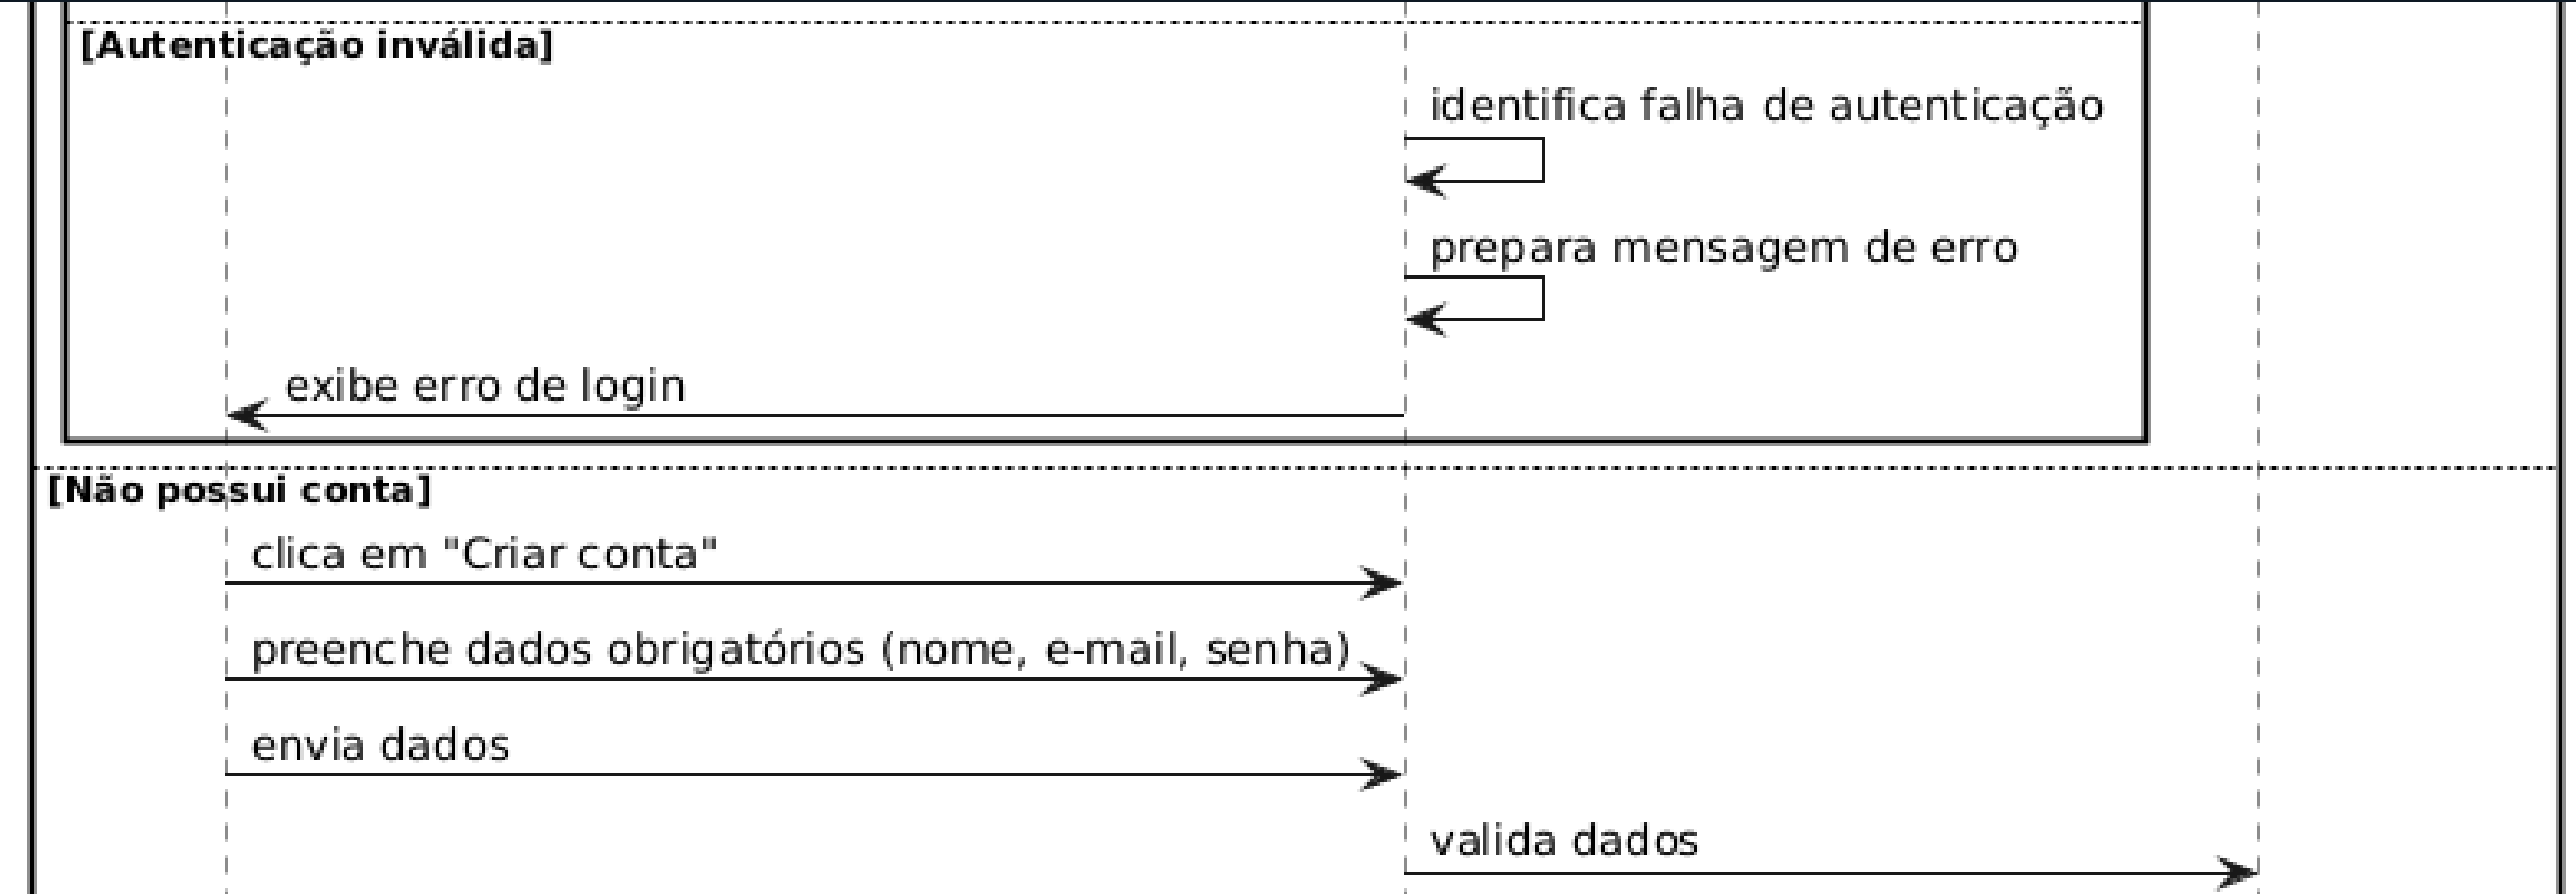 [Autenticação inválida]
identifica falha de autenticação
prepara mensagem de erro
exibe erro de login
[Não possui conta]
clica em "Criar conta"
preenche dados obrigatórios (nome, e-mail, senha)
envia dados
valida dados